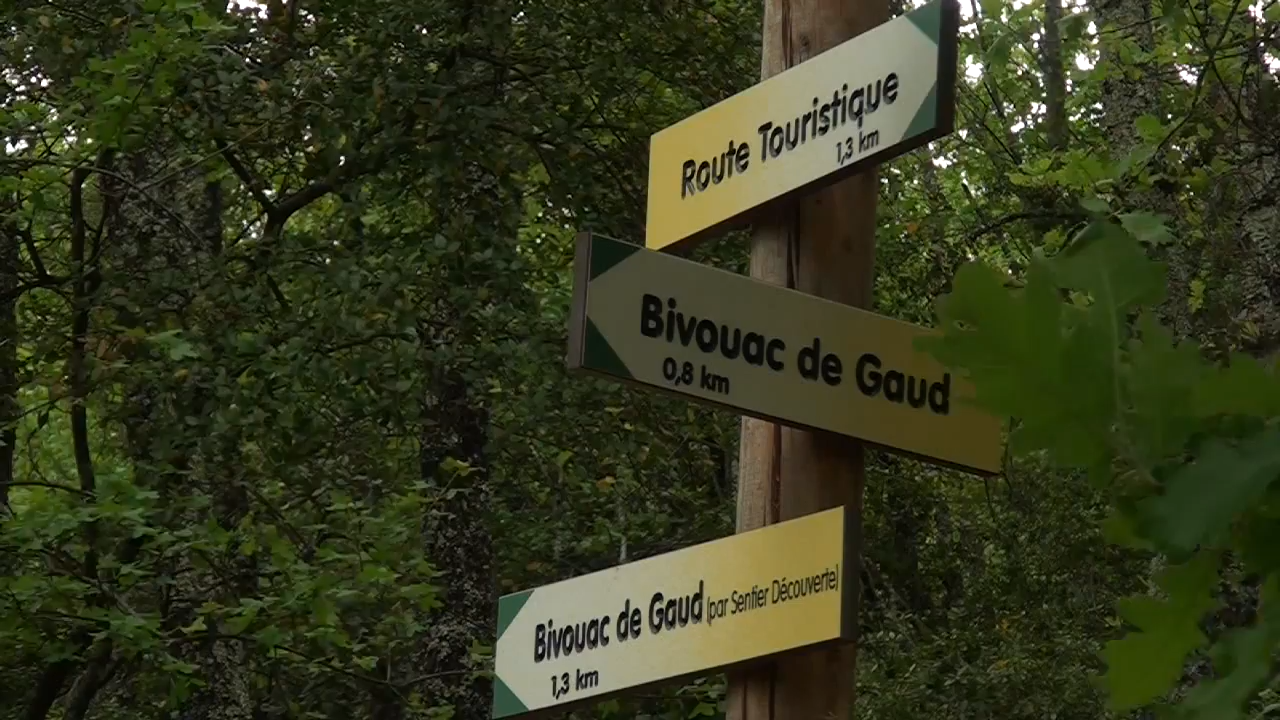 Route Touristique
1,3 km
Bivouac de Gaud
0,8 km
Bivouac de Gaud (par Sentier Découverte)
1,3 km